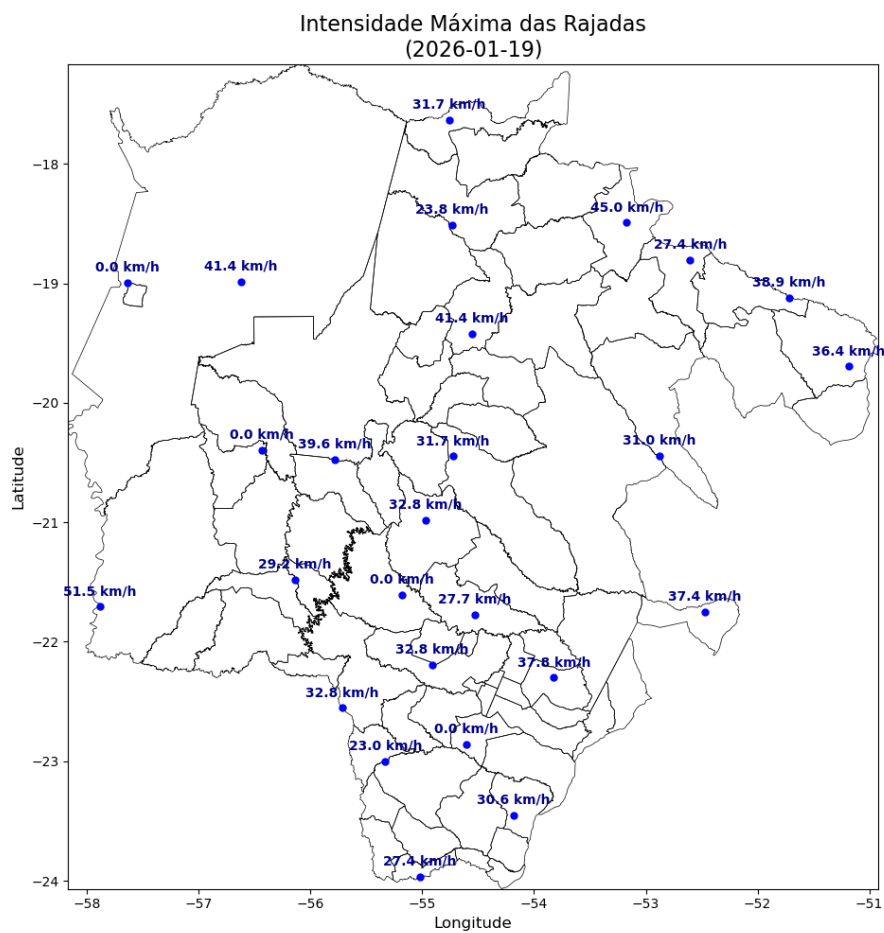 Intensidade Máxima das Rajadas
(2026-01-19)
31.7 km/h
23.8 km/h
45.0 km/h
27.4 km/h
0.0 km/h
41.4 km/h
38.9 km/h
41.4 km/h
36.4 km/h
0.0 km/h
39.6 km/h
31.7 km/h
31.0 km/h
32.8 km/h
29.2 km/h
0.0 km/h
51.5 km/h
27.7 km/h
37.4 km/h
32.8 km/h
37.8 km/h
32.8 km/h
0.0 km/h
23.0 km/h
30.6 km/h
27.4 km/h
−18
−19
−20
−21
−22
−23
−24
Latitude
−58
−57
−56
−55
−54
−53
−52
−51
Longitude